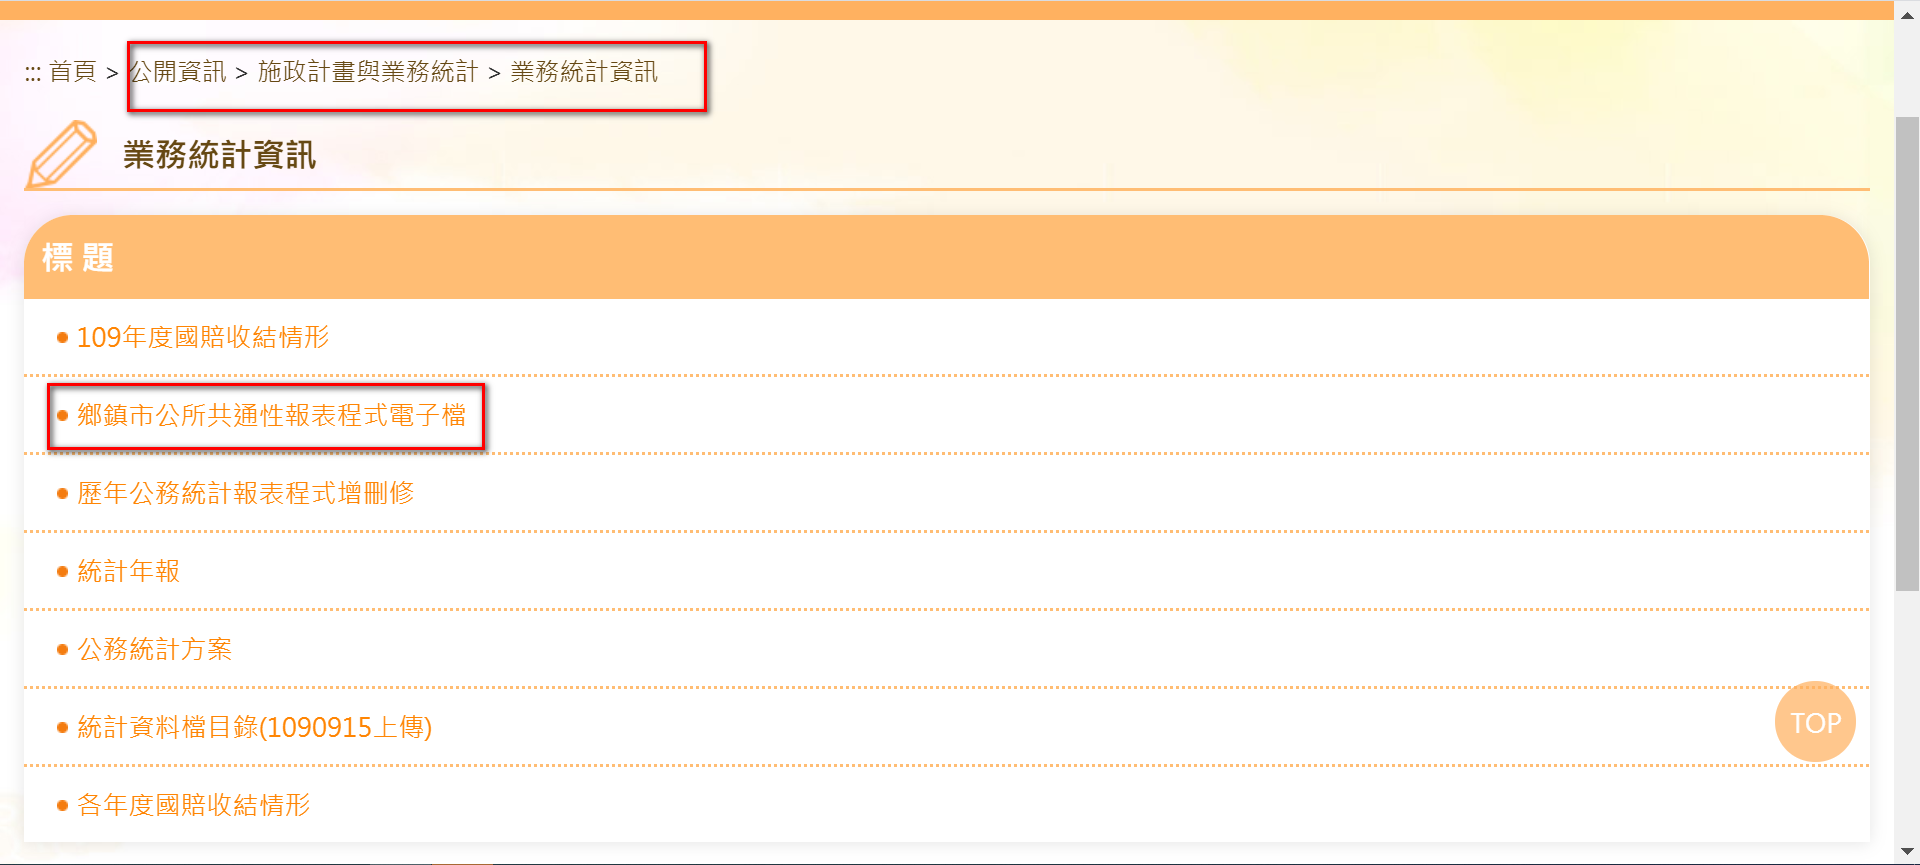 ::: 首頁 > 公開資訊 > 施政計畫與業務統計 > 業務統計資訊
業務統計資訊
標 題
109年度國賠收結情形
鄉鎮市公所共通性報表程式電子檔
歷年公務統計報表程式增刪修
統計年報
公務統計方案
統計資料檔目錄(1090915上傳)
TOP
各年度國賠收結情形